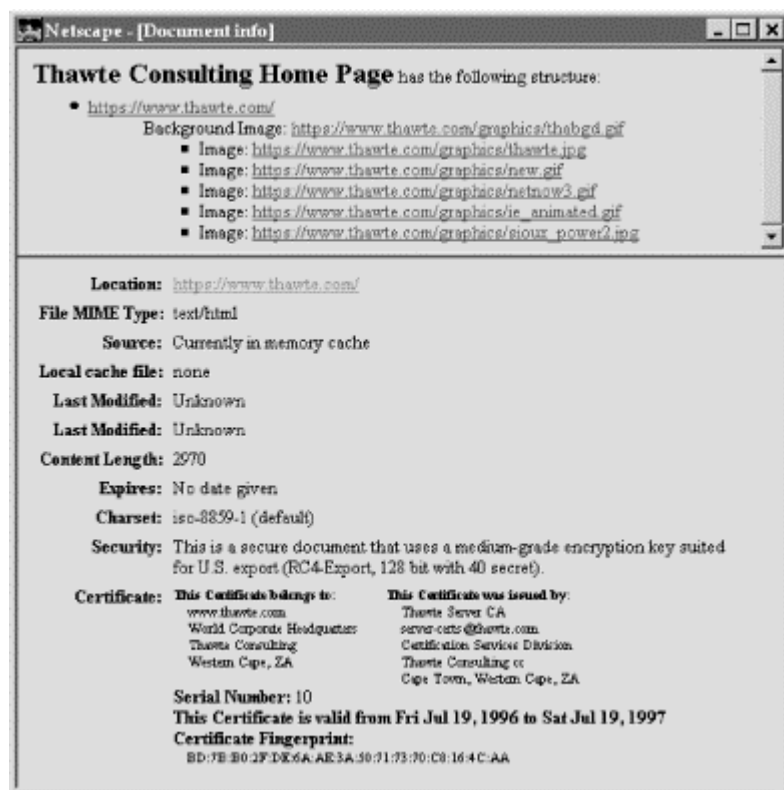 Netscape - [Document info]
Thawte Consulting Home Page has the following structure:
https://www.thawte.com/
Background Image: https://www.thawte.com/graphics/thabgd.gif
Image: https://www.thawte.com/graphics/thawte.jpg
Image: https://www.thawte.com/graphics/new.gif
Image: https://www.thawte.com/graphics/netnow3.gif
Image: https://www.thawte.com/graphics/ie_animated.gif
Image: https://www.thawte.com/graphics/sioux_power2.jpg
Location: https://www.thawte.com/
File MIME Type: text/html
Source: Currently in memory cache
Local cache file: none
Last Modified: Unknown
Last Modified: Unknown
Content Length: 2970
Expires: No date given
Charset: iso-8859-1 (default)
Security: This is a secure document that uses a medium-grade encryption key suited
for U.S. export (RC4-Export, 128 bit with 40 secret).
Certificate: This Certificate belongs to: This Certificate was issued by:
www.thawte.com Thawte Server CA
World Corporate Headquarters server-certs@thawte.com
Thawte Consulting Certification Services Division
Western Cape, ZA Thawte Consulting cc
Cape Town, Western Cape, ZA
Serial Number: 10
This Certificate is valid from Fri Jul 19, 1996 to Sat Jul 19, 1997
Certificate Fingerprint:
BD:7B:B0:2F:DE:6A:AE:3A:50:71:73:70:C0:16:4C:AA